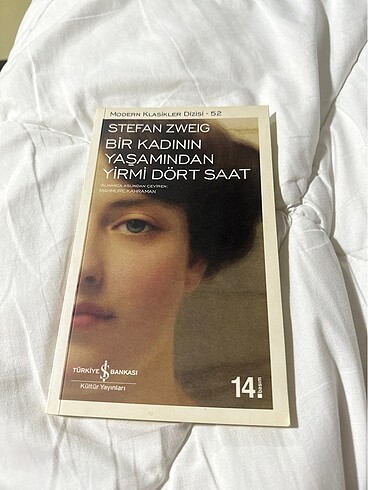 MODERN KLASİKLER DİZİSİ - 52
STEFAN ZWEIG
BİR KADININ
YAŞAMINDAN
YİRMİ DÖRT SAAT
ALMANCA ASLINDAN ÇEVİREN:
MAHMURE KAHRAMAN
TÜRKİYE İŞ BANKASI
Kültür Yayınları
14.basım